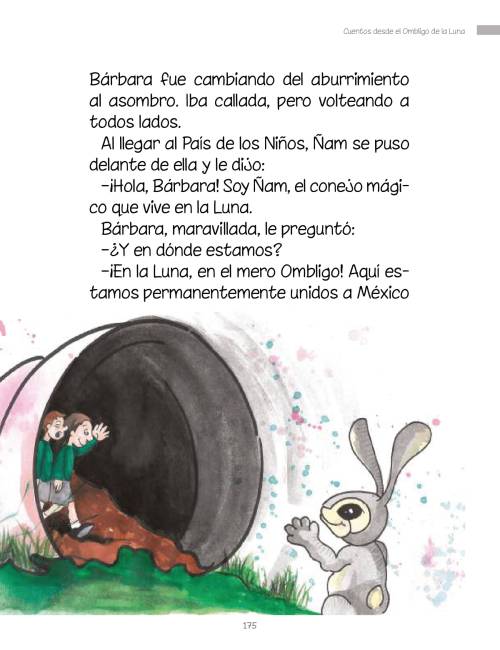 Cuentos desde el Ombligo de la Luna
Bárbara fue cambiando del aburrimiento
al asombro. Iba callada, pero volteando a
todos lados.
Al llegar al País de los Niños, Ñam se puso
delante de ella y le dijo:
–¡Hola, Bárbara! Soy Ñam, el conejo mági-
co que vive en la Luna.
Bárbara, maravillada, le preguntó:
–¿Y en dónde estamos?
–¡En la Luna, en el mero Ombligo! Aquí es-
tamos permanentemente unidos a México
175